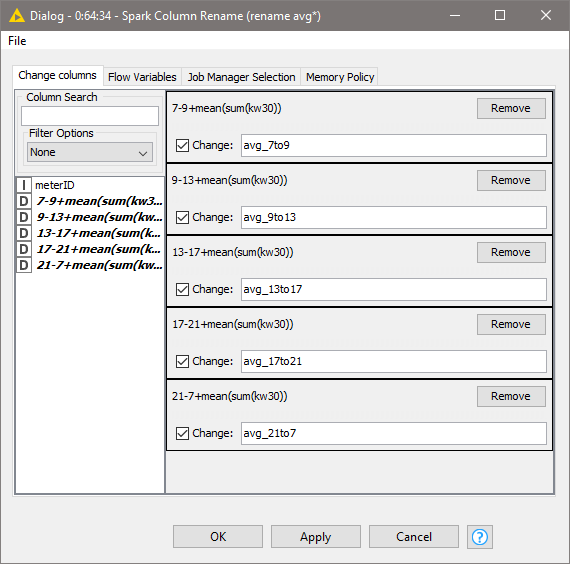 Dialog - 0:64:34 - Spark Column Rename (rename avg*)
File
Change columns Flow Variables Job Manager Selection Memory Policy
Column Search
Filter Options
None
I meterID
D 7-9+mean(sum(kw3...
D 9-13+mean(sum(kw...
D 13-17+mean(sum(k...
D 17-21+mean(sum(k...
D 21-7+mean(sum(kw...
7-9+mean(sum(kw30)) Remove
Change: avg_7to9
9-13+mean(sum(kw30)) Remove
Change: avg_9to13
13-17+mean(sum(kw30)) Remove
Change: avg_13to17
17-21+mean(sum(kw30)) Remove
Change: avg_17to21
21-7+mean(sum(kw30)) Remove
Change: avg_21to7
OK Apply Cancel ?